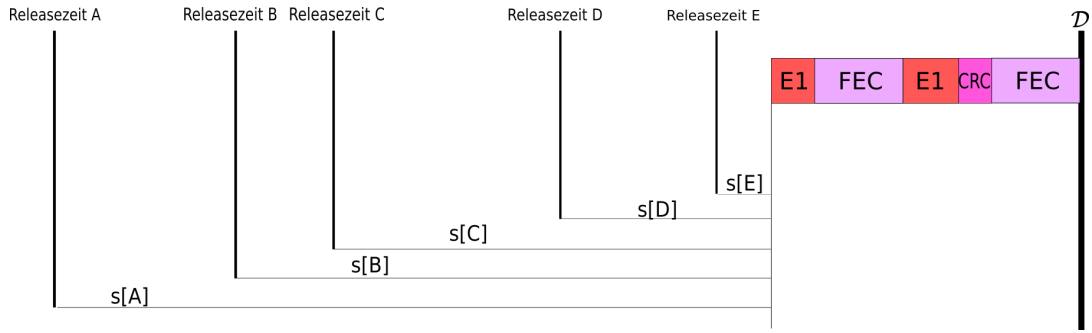 Releasezeit A
Releasezeit B
Releasezeit C
Releasezeit D
Releasezeit E
𝒟
E1
FEC
E1
CRC
FEC
s[E]
s[D]
s[C]
s[B]
s[A]